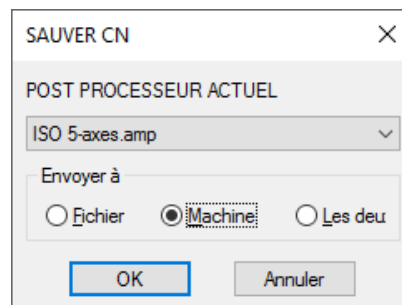 SAUVER CN
POST PROCESSEUR ACTUEL
ISO 5-axes.amp
Envoyer à
Fichier Machine Les deu
OK Annuler